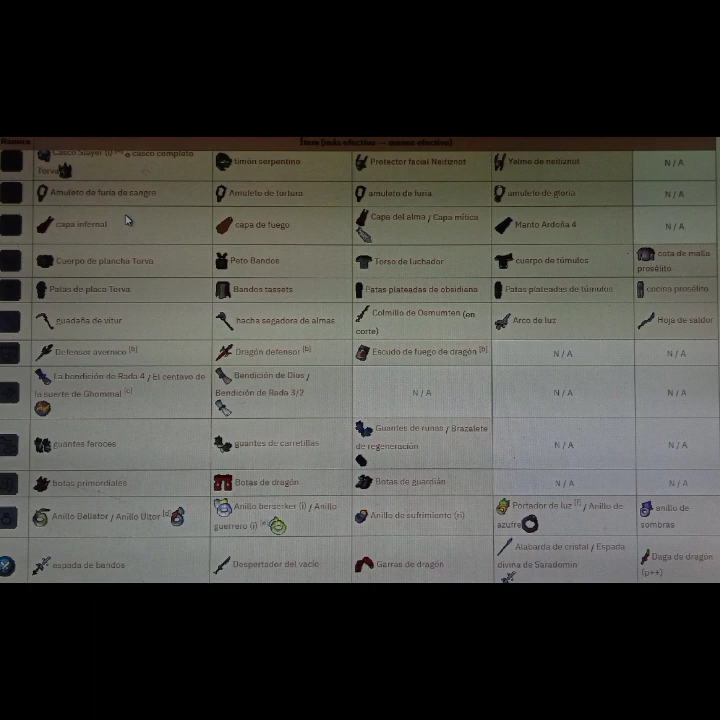 Ranura
Ítem (más efectivo → menos efectivo)
Casco Slayer (i) o casco completo
Torva
timón serpentino
Protector facial Neitiznot
Yelmo de neitiznot
N / A
Amuleto de furia de sangre
Amuleto de tortura
amuleto de furia
amuleto de gloria
N / A
capa infernal
capa de fuego
Capa del alma / Capa mítica
Manto Ardoña 4
N / A
Cuerpo de plancha Torva
Peto Bandos
Torso de luchador
cuerpo de túmulos
cota de malla
prosélito
Patas de placa Torva
Bandos tassets
Patas plateadas de obsidiana
Patas plateadas de túmulos
cocina prosélito
guadaña de vitur
hacha segadora de almas
Colmillo de Osmumten (en
corte)
Arco de luz
Hoja de saldor
Defensor avernico [b]
Dragón defensor [b]
Escudo de fuego de dragón [b]
N / A
N / A
La bendición de Rada 4 / El centavo de
la suerte de Ghommal [c]
Bendición de Dios /
Bendición de Rada 3/2
N / A
N / A
N / A
guantes feroces
guantes de carretillas
Guantes de runas / Brazalete
de regeneración
N / A
N / A
botas primordiales
Botas de dragón
Botas de guardián
N / A
N / A
Anillo Bellator / Anillo Ultor [d]
Anillo berserker (i) / Anillo
guerrero (i) [e]
Anillo de sufrimiento (ri)
Portador de luz [f] / Anillo de
azufre
anillo de
sombras
espada de bandos
Despertador del vacío
Garras de dragón
Alabarda de cristal / Espada
divina de Saradomin
Daga de dragón
(p++)